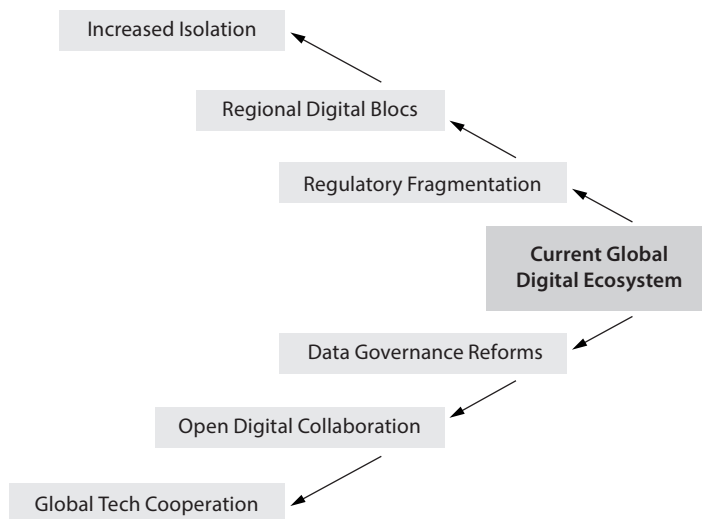 Increased Isolation
Regional Digital Blocs
Regulatory Fragmentation
Current Global
Digital Ecosystem
Data Governance Reforms
Open Digital Collaboration
Global Tech Cooperation